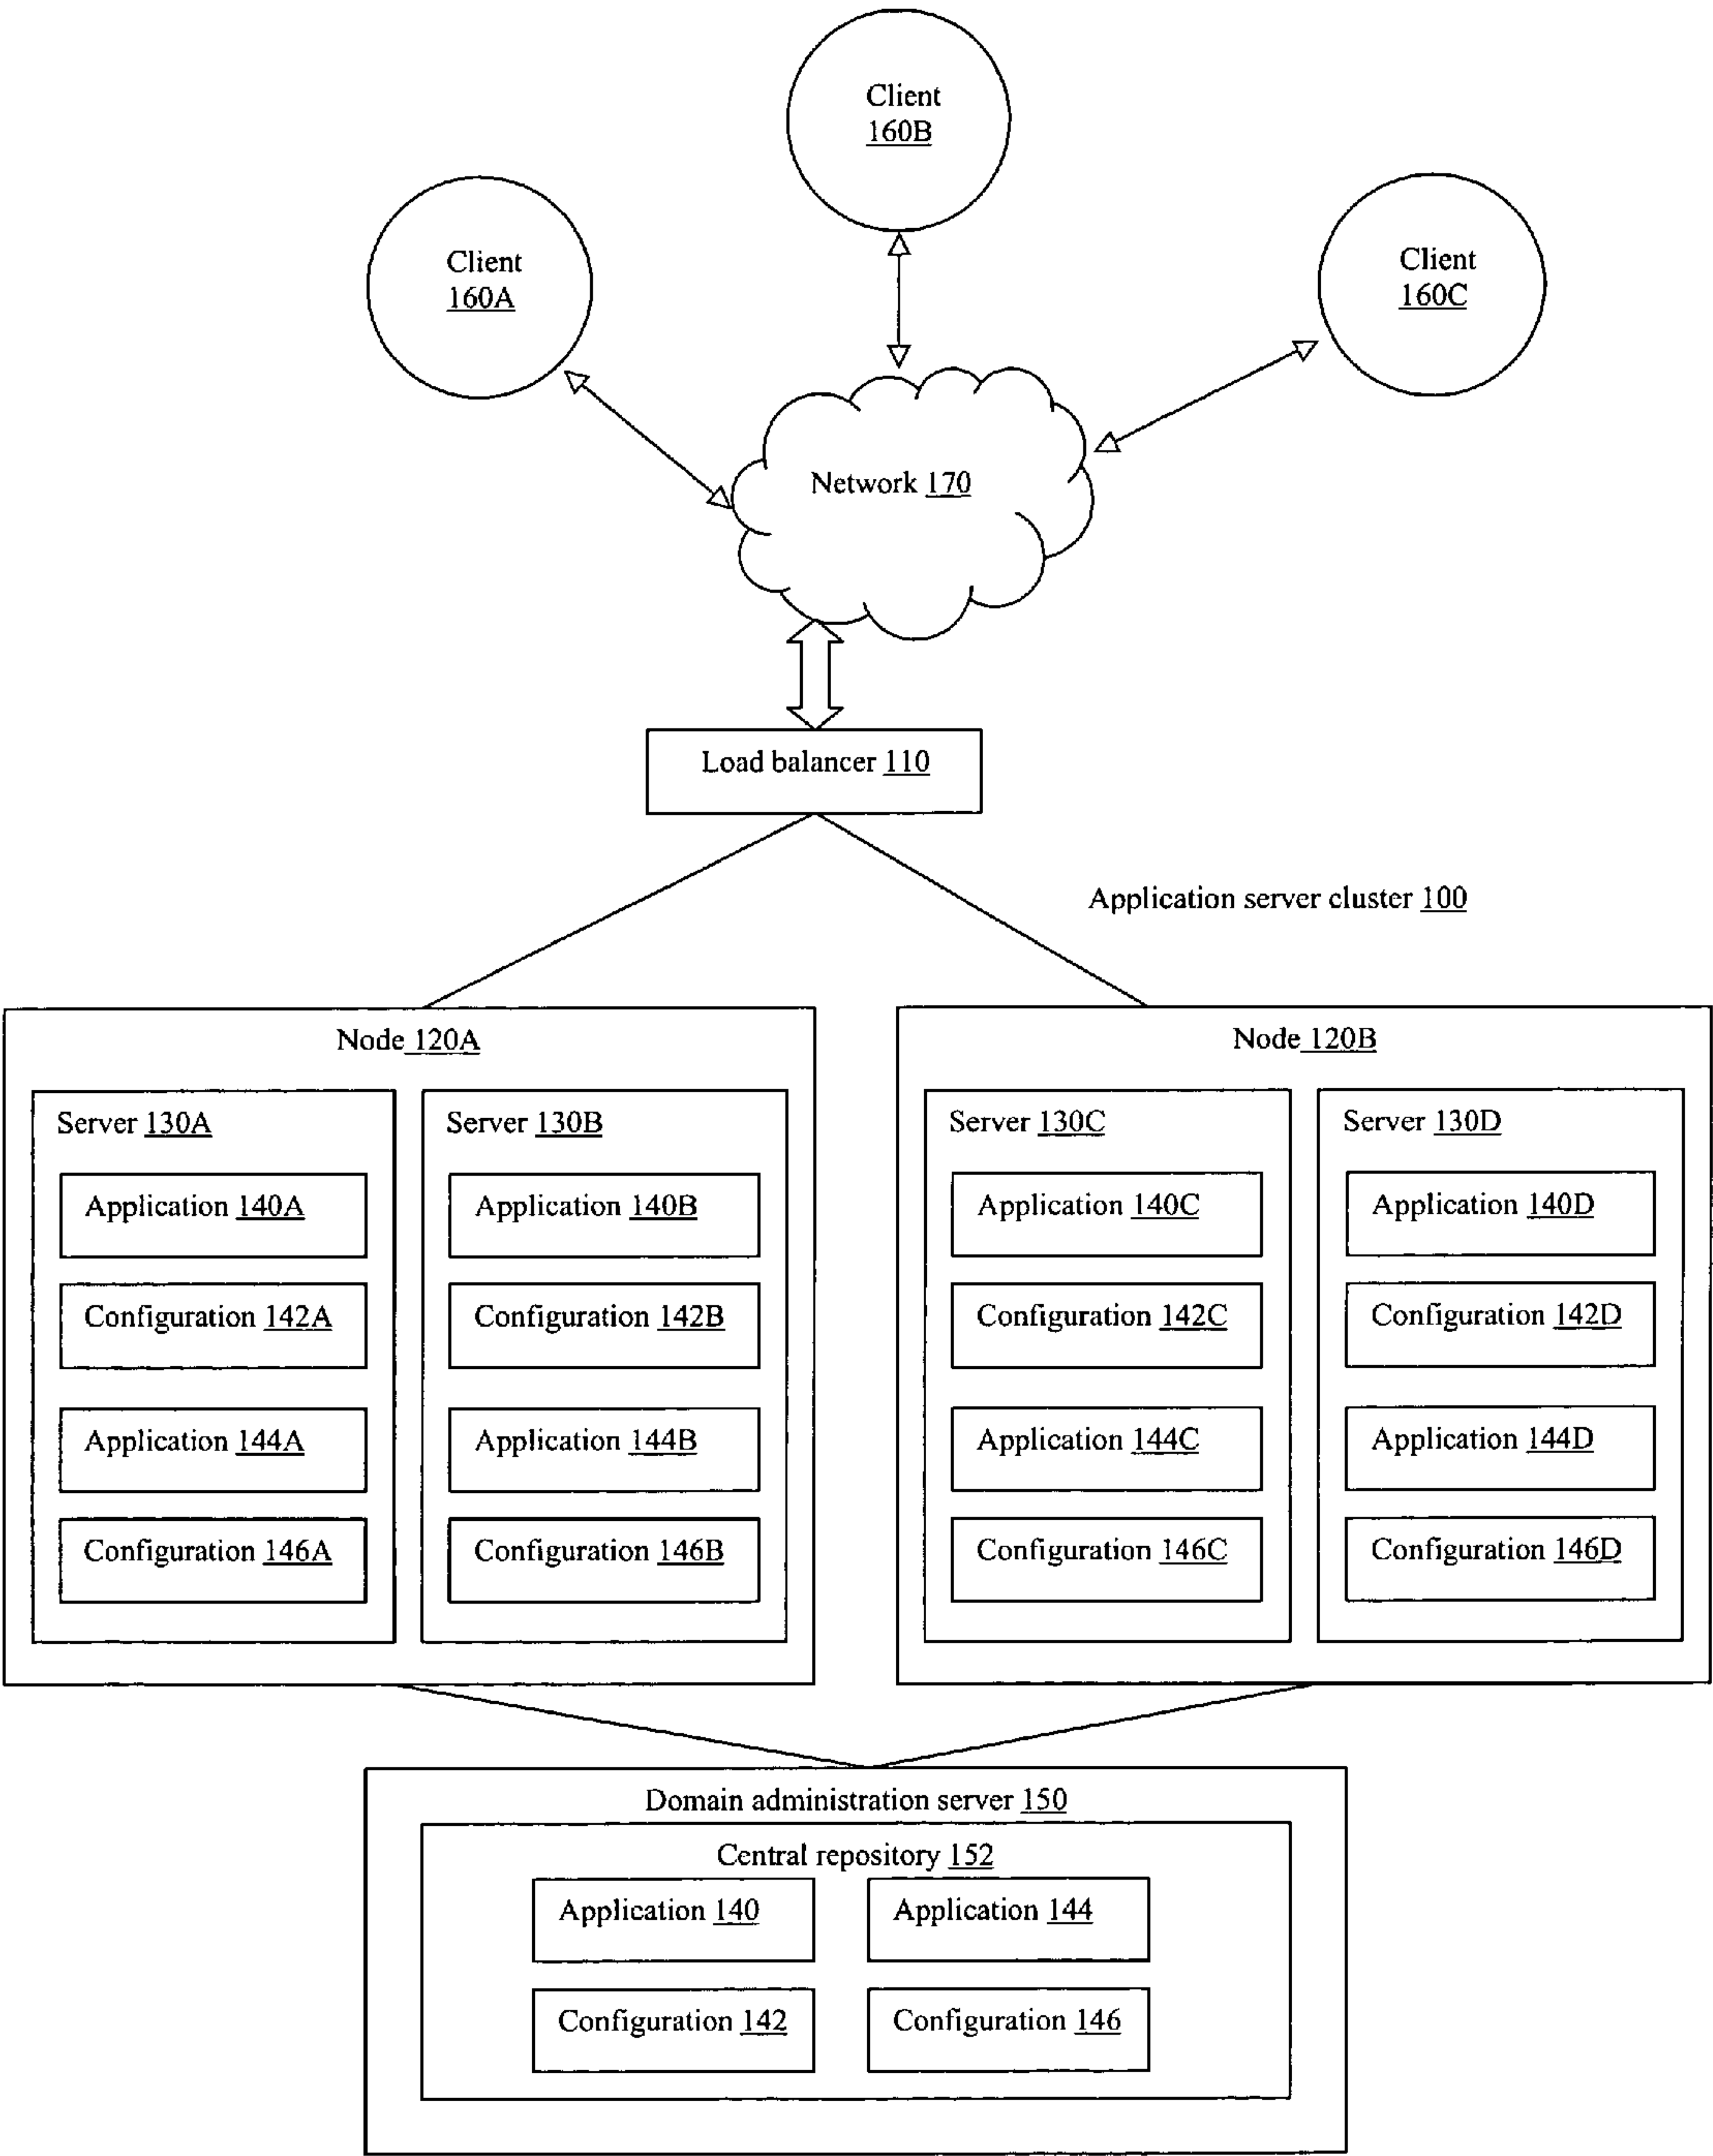 Client
160B
Client
160A
Client
160C
Network 170
Load balancer 110
Application server cluster 100
Node 120A
Server 130A
Application 140A
Configuration 142A
Application 144A
Configuration 146A
Server 130B
Application 140B
Configuration 142B
Application 144B
Configuration 146B
Node 120B
Server 130C
Application 140C
Configuration 142C
Application 144C
Configuration 146C
Server 130D
Application 140D
Configuration 142D
Application 144D
Configuration 146D
Domain administration server 150
Central repository 152
Application 140
Application 144
Configuration 142
Configuration 146